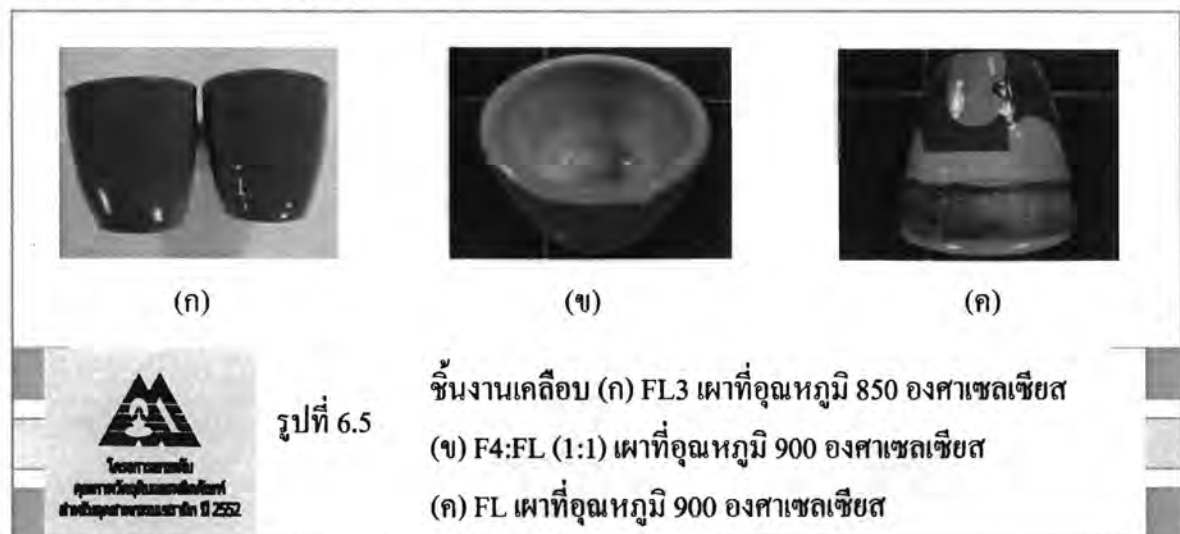 (ก) (ข) (ค)
รูปที่ 6.5
ชิ้นงานเคลือบ (ก) FL3 เผาที่อุณหภูมิ 850 องศาเซลเซียส
(ข) F4:FL (1:1) เผาที่อุณหภูมิ 900 องศาเซลเซียส
(ค) FL เผาที่อุณหภูมิ 900 องศาเซลเซียส
ปี 2552